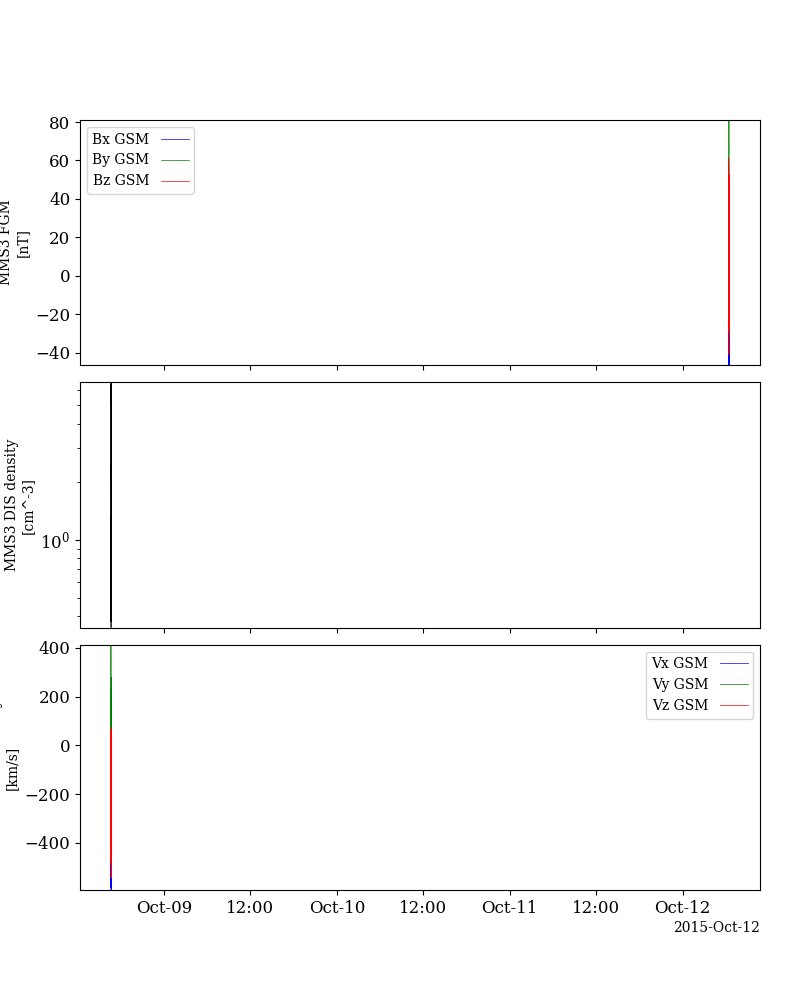 80
60
40
20
0
−20
−40
MMS3 FGM
[nT]
Bx GSM
By GSM
Bz GSM
10^0
MMS3 DIS density
[cm^-3]
400
200
0
−200
−400
[km/s]
Vx GSM
Vy GSM
Vz GSM
Oct-09 12:00 Oct-10 12:00 Oct-11 12:00 Oct-12
2015-Oct-12